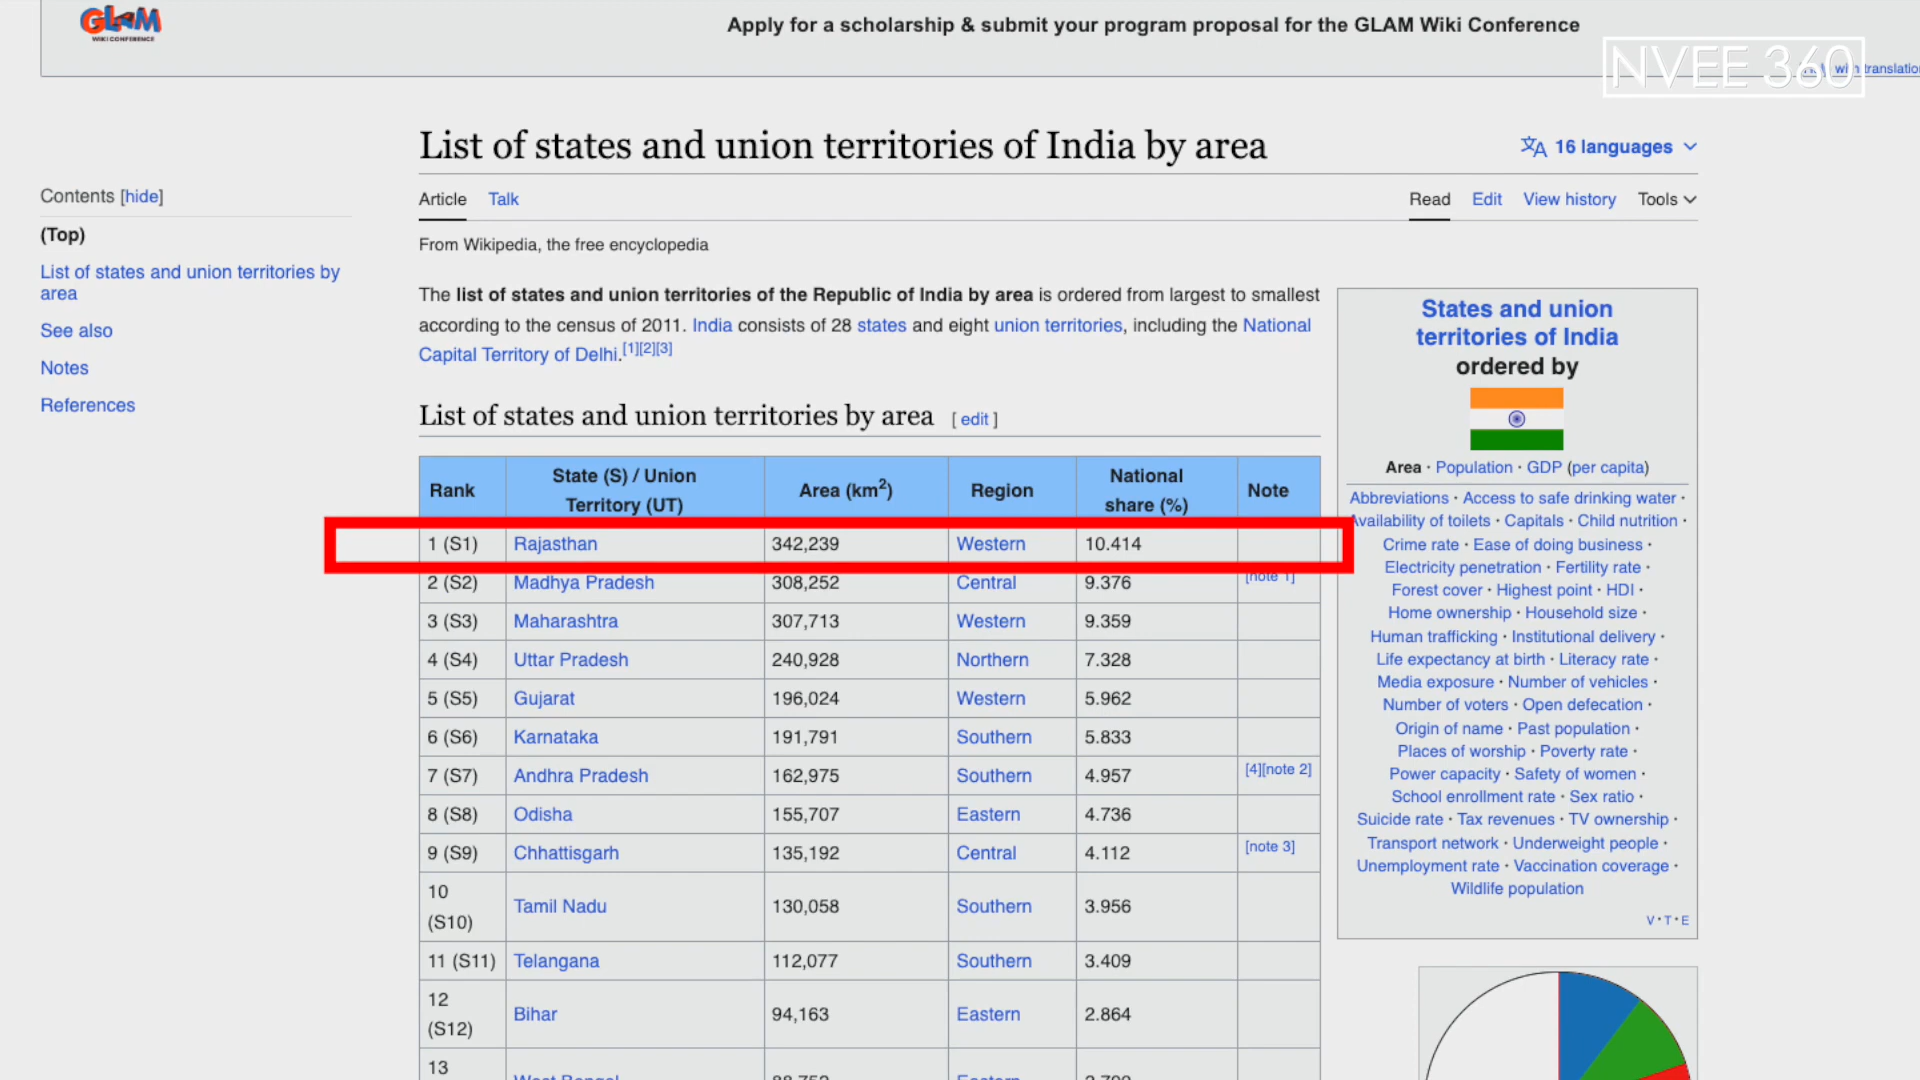 GLAM
WIKI CONFERENCE
Apply for a scholarship & submit your program proposal for the GLAM Wiki Conference
NVEE 360
with translatio
List of states and union territories of India by area
16 languages
Contents [hide]
Article Talk
Read Edit View history Tools
(Top)
From Wikipedia, the free encyclopedia
List of states and union territories by
area
See also
Notes
References
The list of states and union territories of the Republic of India by area is ordered from largest to smallest
according to the census of 2011. India consists of 28 states and eight union territories, including the National
Capital Territory of Delhi.[1][2][3]
List of states and union territories by area [ edit ]
Rank State (S) / Union Territory (UT) Area (km2) Region National share (%) Note
1 (S1) Rajasthan 342,239 Western 10.414
2 (S2) Madhya Pradesh 308,252 Central 9.376 [note 1]
3 (S3) Maharashtra 307,713 Western 9.359
4 (S4) Uttar Pradesh 240,928 Northern 7.328
5 (S5) Gujarat 196,024 Western 5.962
6 (S6) Karnataka 191,791 Southern 5.833
7 (S7) Andhra Pradesh 162,975 Southern 4.957 [4][note 2]
8 (S8) Odisha 155,707 Eastern 4.736
9 (S9) Chhattisgarh 135,192 Central 4.112 [note 3]
10 (S10) Tamil Nadu 130,058 Southern 3.956
11 (S11) Telangana 112,077 Southern 3.409
12 (S12) Bihar 94,163 Eastern 2.864
13
States and union
territories of India
ordered by
Area · Population · GDP (per capita)
Abbreviations · Access to safe drinking water ·
Availability of toilets · Capitals · Child nutrition ·
Crime rate · Ease of doing business ·
Electricity penetration · Fertility rate ·
Forest cover · Highest point · HDI ·
Home ownership · Household size ·
Human trafficking · Institutional delivery ·
Life expectancy at birth · Literacy rate ·
Media exposure · Number of vehicles ·
Number of voters · Open defecation ·
Origin of name · Past population ·
Places of worship · Poverty rate ·
Power capacity · Safety of women ·
School enrollment rate · Sex ratio ·
Suicide rate · Tax revenues · TV ownership ·
Transport network · Underweight people ·
Unemployment rate · Vaccination coverage ·
Wildlife population
V · T · E